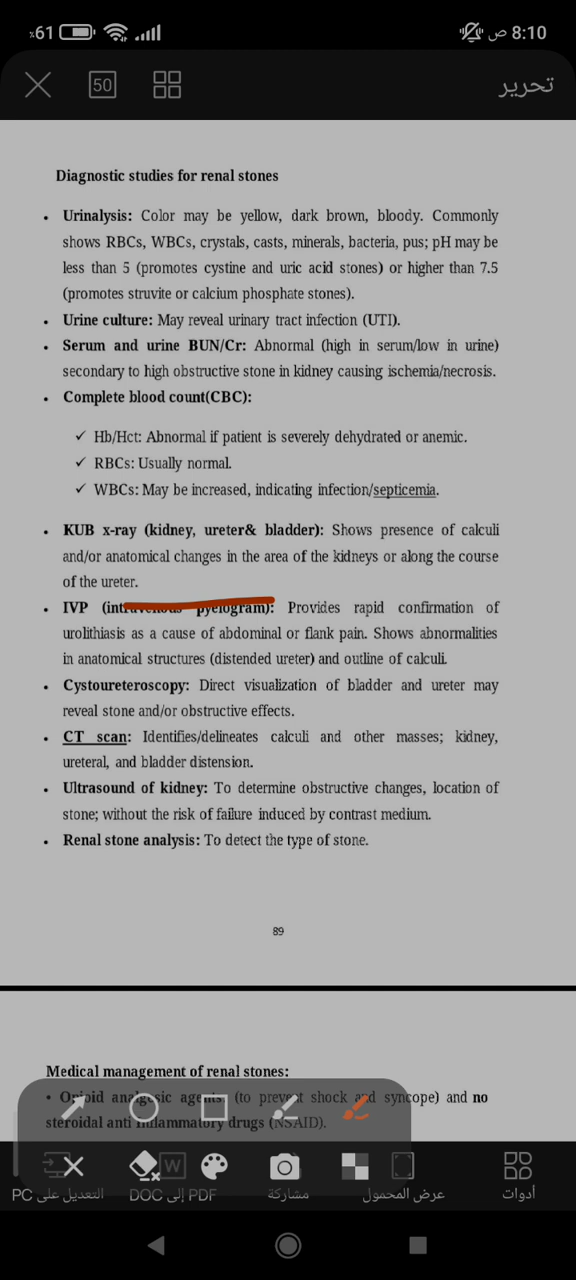 %61
8:10 ص
50
تحرير
Diagnostic studies for renal stones
• Urinalysis: Color may be yellow, dark brown, bloody. Commonly
shows RBCs, WBCs, crystals, casts, minerals, bacteria, pus; pH may be
less than 5 (promotes cystine and uric acid stones) or higher than 7.5
(promotes struvite or calcium phosphate stones).
• Urine culture: May reveal urinary tract infection (UTI).
• Serum and urine BUN/Cr: Abnormal (high in serum/low in urine)
secondary to high obstructive stone in kidney causing ischemia/necrosis.
• Complete blood count(CBC):
✓ Hb/Hct: Abnormal if patient is severely dehydrated or anemic.
✓ RBCs: Usually normal.
✓ WBCs: May be increased, indicating infection/septicemia.
• KUB x-ray (kidney, ureter& bladder): Shows presence of calculi
and/or anatomical changes in the area of the kidneys or along the course
of the ureter.
• IVP (intravenous pyelogram): Provides rapid confirmation of
urolithiasis as a cause of abdominal or flank pain. Shows abnormalities
in anatomical structures (distended ureter) and outline of calculi.
• Cystoureteroscopy: Direct visualization of bladder and ureter may
reveal stone and/or obstructive effects.
• CT scan: Identifies/delineates calculi and other masses; kidney,
ureteral, and bladder distension.
• Ultrasound of kidney: To determine obstructive changes, location of
stone; without the risk of failure induced by contrast medium.
• Renal stone analysis: To detect the type of stone.
89
Medical management of renal stones:
• Opioid analgesic agents (to prevent shock and syncope) and no
steroidal anti inflammatory drugs (NSAID).
W
أدوات
عرض المحمول
مشاركة
PDF إلى DOC
التعديل على PC